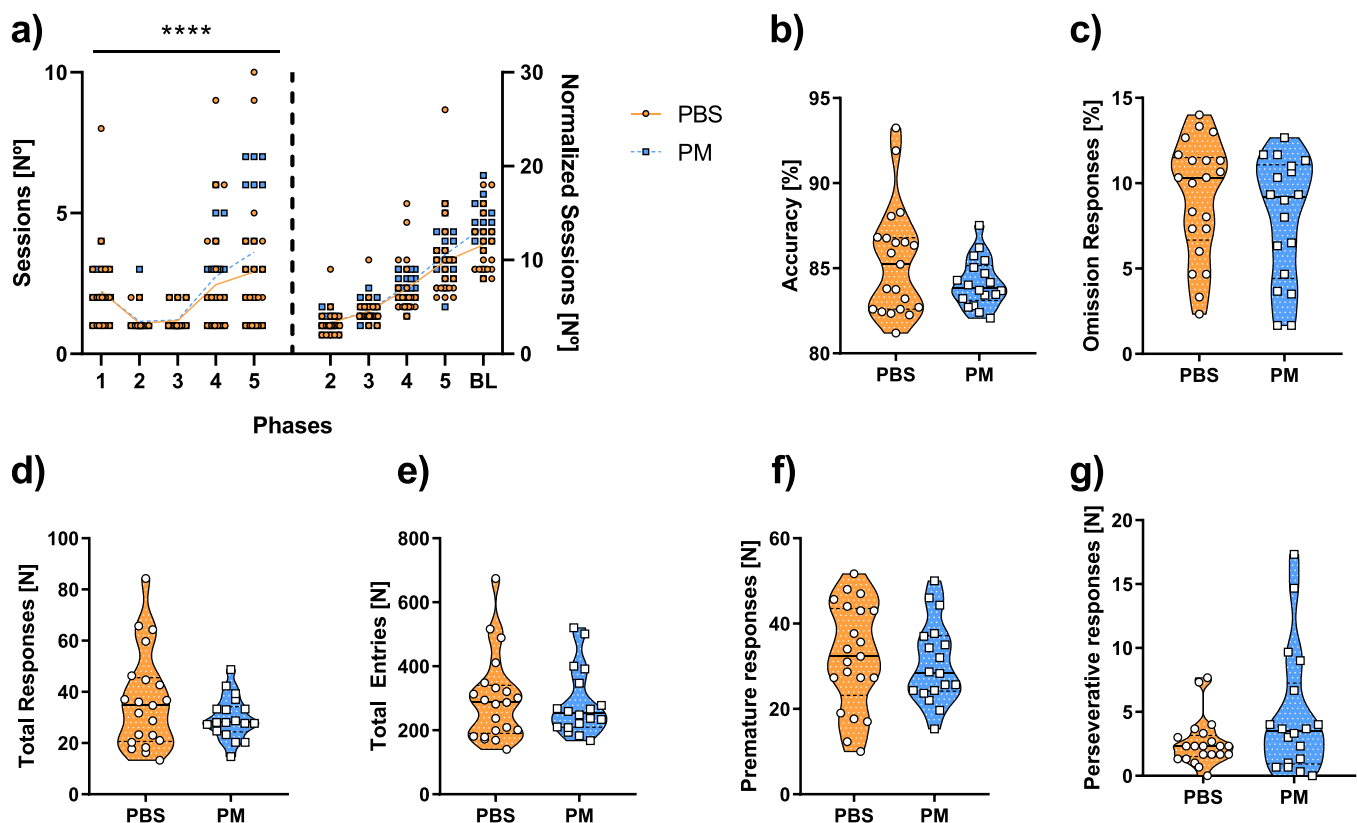 a)
****
Sessions [Nº]
10
5
0
1 2 3 4 5
2 3 4 5 BL
Phases
30
20
10
0
Normalized Sessions [Nº]
PBS
PM
b)
Accuracy [%]
95
90
85
80
PBS PM
c)
Omission Responses [%]
15
10
5
0
PBS PM
d)
Total Responses [N]
100
80
60
40
20
0
PBS PM
e)
Total Entries [N]
800
600
400
200
0
PBS PM
f)
Premature responses [N]
60
40
20
0
PBS PM
g)
Perseverative responses [N]
20
15
10
5
0
PBS PM